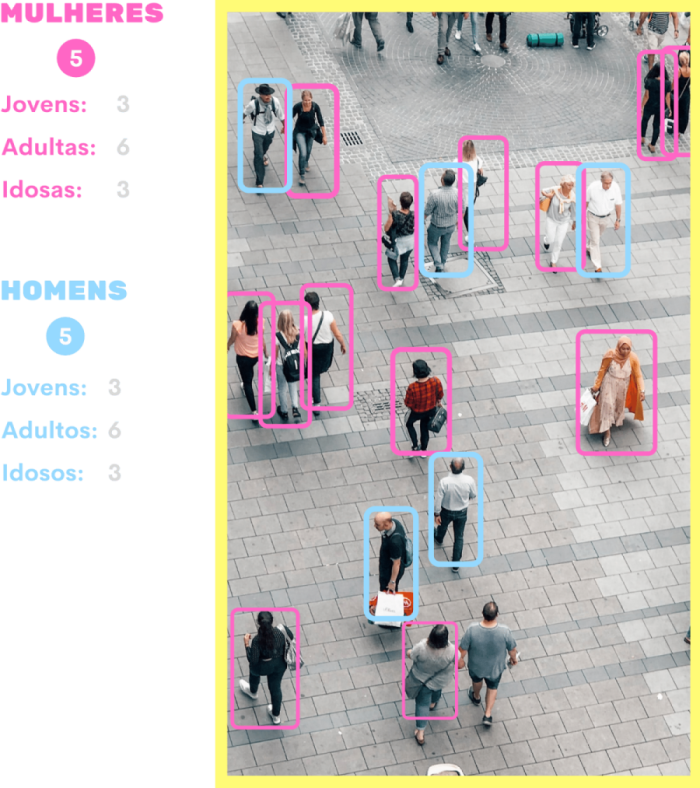 MULHERES
5
Jovens: 3
Adultas: 6
Idosas: 3
HOMENS
5
Jovens: 3
Adultos: 6
Idosos: 3